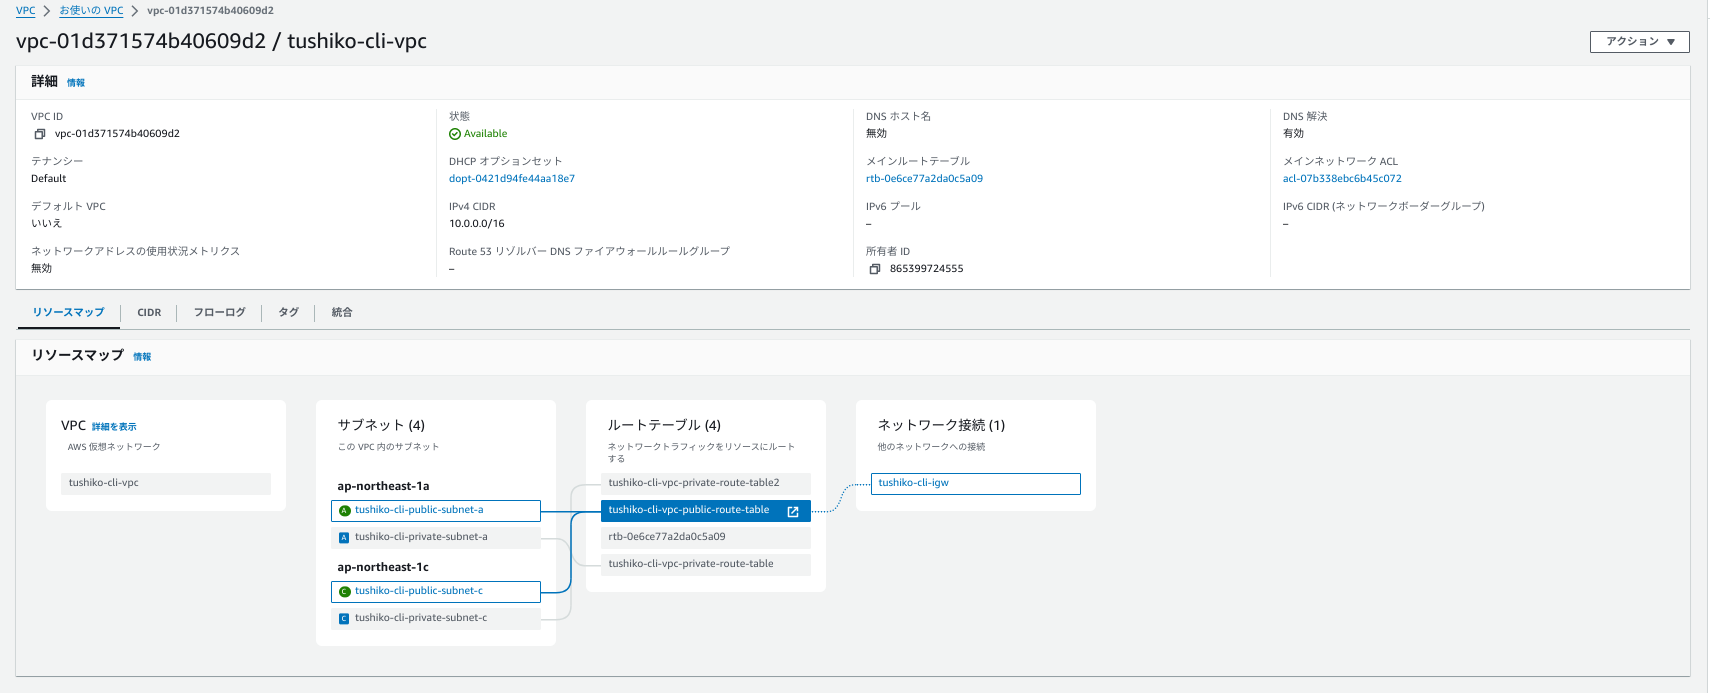 VPC > お使いの VPC > vpc-01d371574b40609d2
vpc-01d371574b40609d2 / tushiko-cli-vpc
アクション ▼
詳細 情報
VPC ID
vpc-01d371574b40609d2
状態
Available
DNS ホスト名
無効
DNS 解決
有効
テナンシー
Default
DHCP オプションセット
dopt-0421d94fe44aa18e7
メインルートテーブル
rtb-0e6ce77a2da0c5a09
メインネットワーク ACL
acl-07b338ebc6b45c072
デフォルト VPC
いいえ
IPv4 CIDR
10.0.0.0/16
IPv6 プール
–
IPv6 CIDR (ネットワークボーダーグループ)
–
ネットワークアドレスの使用状況メトリクス
無効
Route 53 リゾルバー DNS ファイアウォールルールグループ
–
所有者 ID
865399724555
リソースマップ
CIDR
フローログ
タグ
統合
リソースマップ 情報
VPC 詳細を表示
AWS 仮想ネットワーク
tushiko-cli-vpc
サブネット (4)
この VPC 内のサブネット
ap-northeast-1a
A tushiko-cli-public-subnet-a
A tushiko-cli-private-subnet-a
ap-northeast-1c
C tushiko-cli-public-subnet-c
C tushiko-cli-private-subnet-c
ルートテーブル (4)
ネットワークトラフィックをリソースにルート
する
tushiko-cli-vpc-private-route-table2
tushiko-cli-vpc-public-route-table
rtb-0e6ce77a2da0c5a09
tushiko-cli-vpc-private-route-table
ネットワーク接続 (1)
他のネットワークへの接続
tushiko-cli-igw